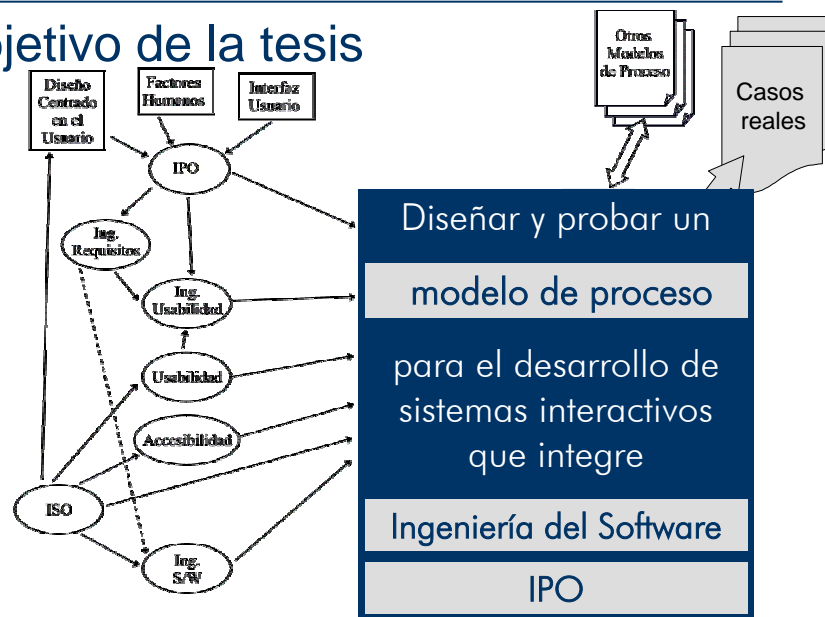 jetivo de la tesis
Diseño
Centrado
en el
Usuario
Factores
Humanos
Interfaz
Usuario
Otros
Modelos
de Proceso
Casos
reales
IPO
Ing.
Requisitos
Ing.
Usabilidad
Usabilidad
Accesibilidad
ISO
Ing.
S/W
Diseñar y probar un
modelo de proceso
para el desarrollo de
sistemas interactivos
que integre
Ingeniería del Software
IPO